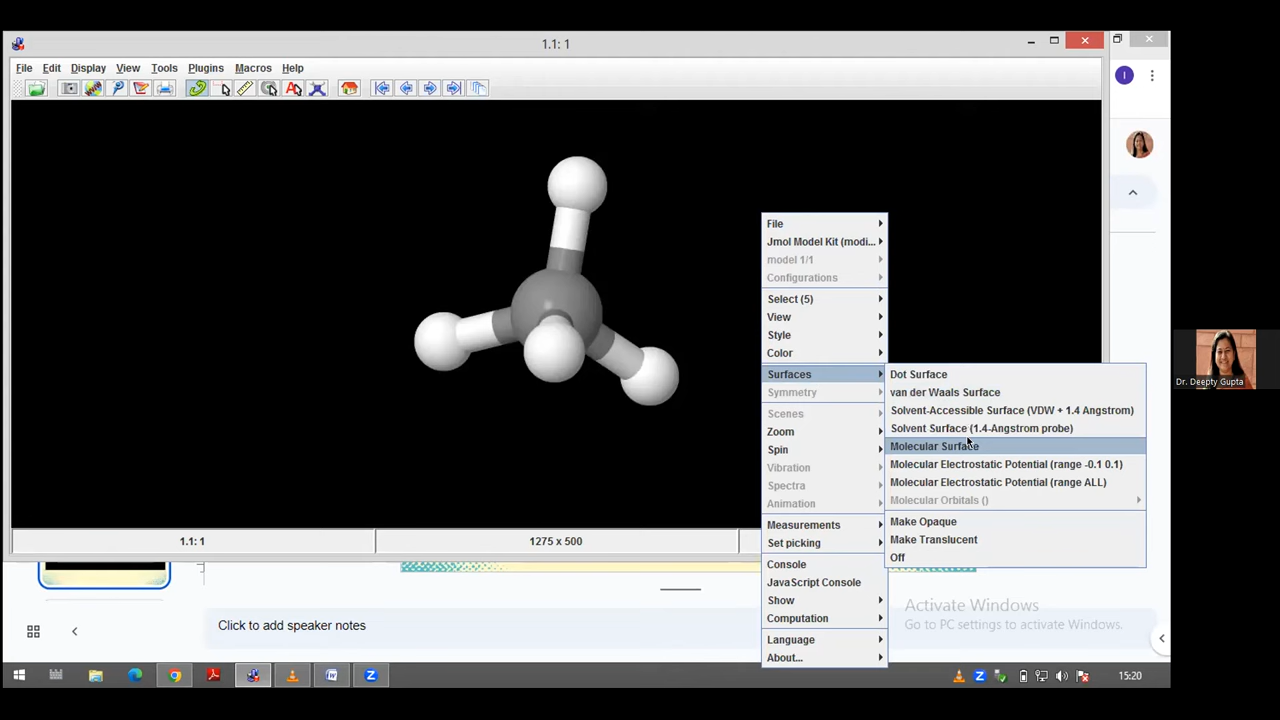 1.1: 1
File Edit Display View Tools Plugins Macros Help
I
File
Jmol Model Kit (modi...
model 1/1
Configurations
Select (5)
View
Style
Color
Surfaces
Symmetry
Scenes
Zoom
Spin
Vibration
Spectra
Animation
Measurements
Set picking
Console
JavaScript Console
Show
Computation
Language
About...
Dot Surface
van der Waals Surface
Solvent-Accessible Surface (VDW + 1.4 Angstrom)
Solvent Surface (1.4-Angstrom probe)
Molecular Surface
Molecular Electrostatic Potential (range -0.1 0.1)
Molecular Electrostatic Potential (range ALL)
Molecular Orbitals ()
Make Opaque
Make Translucent
Off
Dr. Deepty Gupta
1.1: 1
1275 x 500
Click to add speaker notes
Activate Windows
Go to PC settings to activate Windows.
15:20